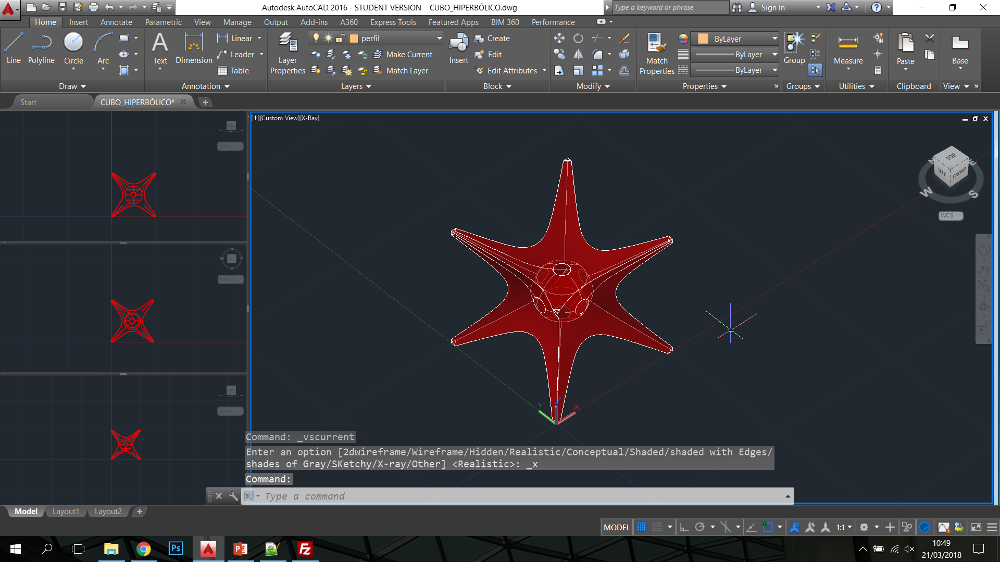 Autodesk AutoCAD 2016 - STUDENT VERSION CUBO_HIPERBÓLICO.dwg
Type a keyword or phrase
Sign In
Home Insert Annotate Parametric View Manage Output Add-ins A360 Express Tools Featured Apps BIM 360 Performance
Line Polyline Circle Arc
Draw
Text Dimension
Linear
Leader
Table
Annotation
Layer Properties
perfil
Make Current
Match Layer
Layers
Insert
Create
Edit
Edit Attributes
Block
Modify
Match Properties
ByLayer
ByLayer
ByLayer
Properties
Group
Groups
Measure
Utilities
Paste
Clipboard
Base
View
Start CUBO_HIPERBÓLICO*
[+][Custom View][X-Ray]
TOP
LEFT FRONT
N E
W S
WCS
N
W E
S
Y X
Command: _vscurrent
Enter an option [2dwireframe/Wireframe/Hidden/Realistic/Conceptual/Shaded/shaded with Edges/
shades of Gray/SKetchy/X-ray/Other] <Realistic>: _x
Command:
Type a command
Model Layout1 Layout2
MODEL 1:1
Ps
Fz
10:49
21/03/2018